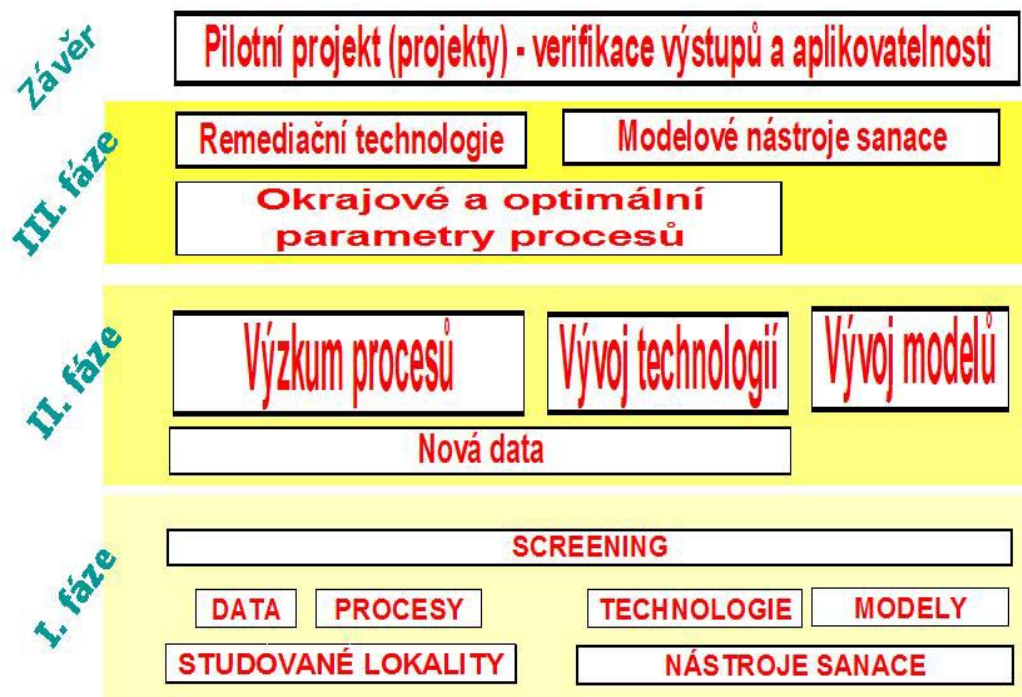 Závěr
Pilotní projekt (projekty) - verifikace výstupů a aplikovatelnosti
III. fáze
Remediační technologie
Modelové nástroje sanace
Okrajové a optimální
parametry procesů
II. fáze
Výzkum procesů
Vývoj technologií
Vývoj modelů
Nová data
I. fáze
SCREENING
DATA
PROCESY
TECHNOLOGIE
MODELY
STUDOVANÉ LOKALITY
NÁSTROJE SANACE